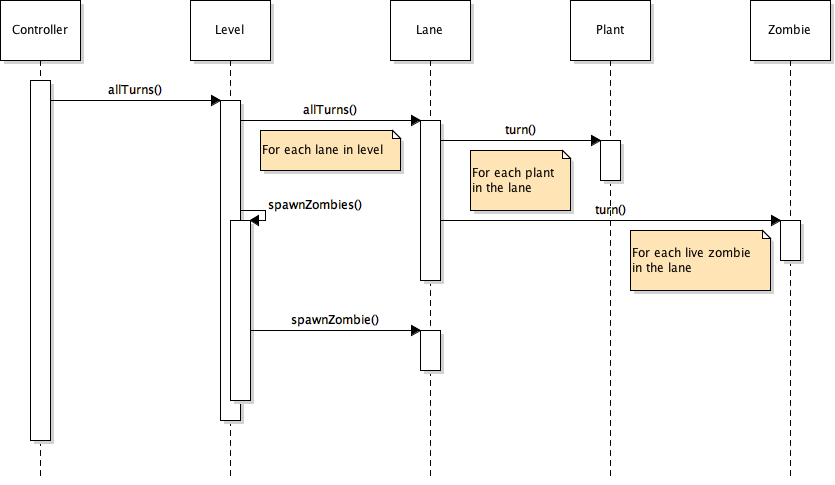 Controller
Level
Lane
Plant
Zombie
allTurns()
allTurns()
For each lane in level
turn()
For each plant
in the lane
spawnZombies()
turn()
For each live zombie
in the lane
spawnZombie()